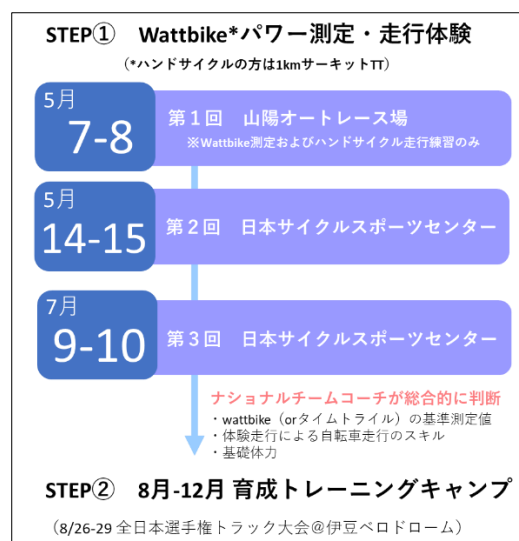 STEP① Wattbike*パワー測定・走行体験
（*ハンドサイクルの方は1kmサーキットTT）
5月
7-8
第１回 山陽オートレース場
※Wattbike測定およびハンドサイクル走行練習のみ
5月
14-15
第２回 日本サイクルスポーツセンター
7月
9-10
第３回 日本サイクルスポーツセンター
ナショナルチームコーチが総合的に判断
・wattbike（orタイムトライル）の基準測定値
・体験走行による自転車走行のスキル
・基礎体力
STEP② 8月-12月 育成トレーニングキャンプ
（8/26-29 全日本選手権トラック大会＠伊豆ベロドローム）